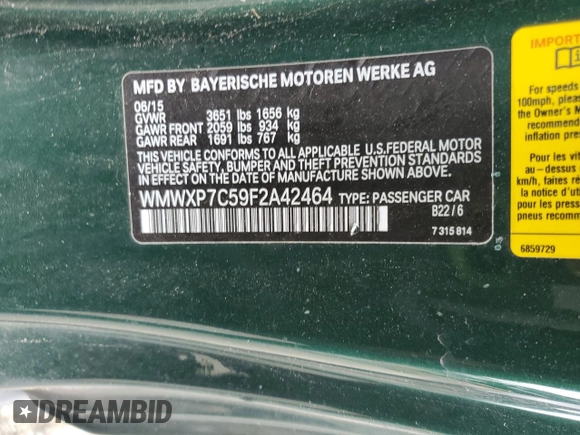 MFD BY BAYERISCHE MOTOREN WERKE AG
06/15
GVWR 3651 lbs 1656 kg
GAWR FRONT 2059 lbs 934 kg
GAWR REAR 1691 lbs 767 kg
THIS VEHICLE CONFORMS TO ALL APPLICABLE U.S.FEDERAL MOTOR
VEHICLE SAFETY, BUMPER AND THEFT PREVENTION STANDARDS IN
EFFECT ON THE DATE OF MANUFACTURE SHOWN ABOVE.
WMWXP7C59F2A42464 TYPE: PASSENGER CAR
B22/6
7 315 814
IMPORT
For speeds
100mph, please
the Owner's M
recommended
inflation pres
Pour les vit
au-dessus d
km/h, faites
la notice d'ut
pour les pres
pneus recomm
6859729
DREAMBID